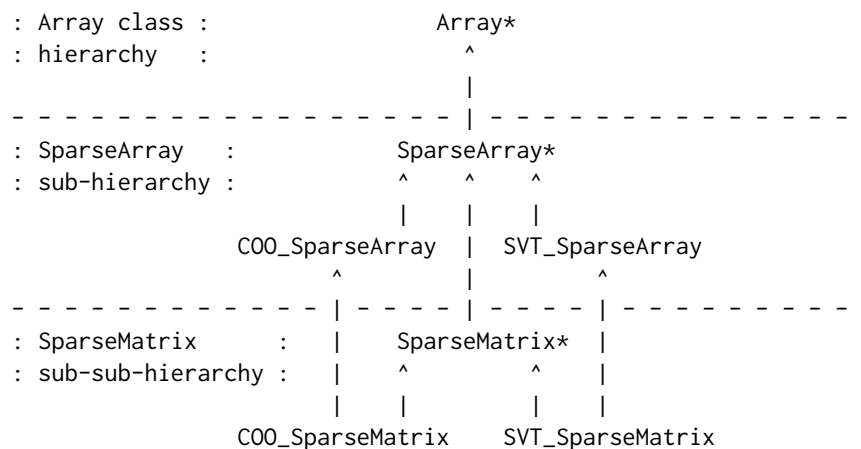 : Array class :                 Array*
: hierarchy   :                   ^
                                  |
- - - - - - - - - - - - - - - - - | - - - - - - - - - - - - - -
: SparseArray   :            SparseArray*
: sub-hierarchy :            ^    ^    ^
                             |    |    |
                COO_SparseArray  |  SVT_SparseArray
                       ^         |         ^
- - - - - - - - - - - - | - - - - | - - - - | - - - - - - - - -
: SparseMatrix      :   |    SparseMatrix*  |
: sub-sub-hierarchy :   |    ^         ^    |
                        |    |         |    |
                 COO_SparseMatrix    SVT_SparseMatrix